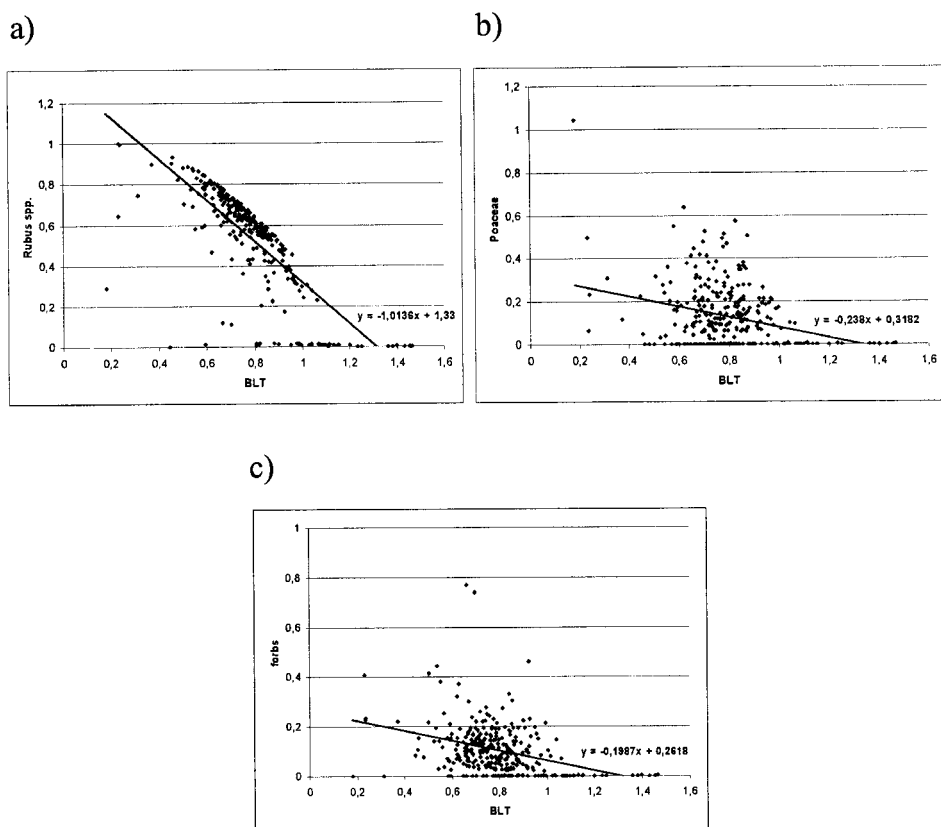 a)
1,2
1
0,8
0,6
0,4
0,2
0
Rubus spp.
y = -1,0136x + 1,33
0 0,2 0,4 0,6 0,8 1 1,2 1,4 1,6
BLT
b)
1,2
1
0,8
0,6
0,4
0,2
0
Poaceas
y = -0,238x + 0,3182
0 0,2 0,4 0,6 0,8 1 1,2 1,4 1,6
BLT
c)
1
0,8
0,6
0,4
0,2
0
forbs
y = -0,1987x + 0,2618
0 0,2 0,4 0,6 0,8 1 1,2 1,4 1,6
BLT